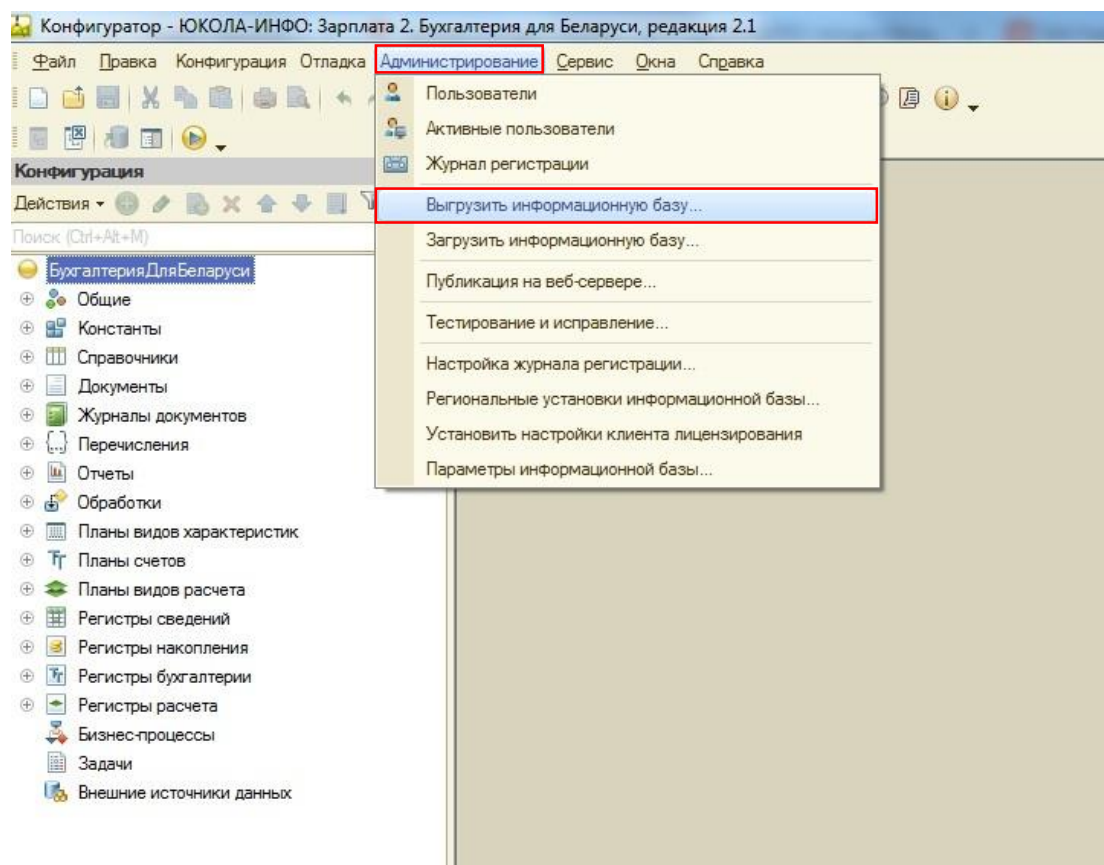 Конфигуратор - ЮКОЛА-ИНФО: Зарплата 2. Бухгалтерия для Беларуси, редакция 2.1
Файл Правка Конфигурация Отладка Администрирование Сервис Окна Справка
Пользователи
Активные пользователи
Журнал регистрации
Выгрузить информационную базу...
Загрузить информационную базу...
Публикация на веб-сервере...
Тестирование и исправление...
Настройка журнала регистрации...
Региональные установки информационной базы...
Установить настройки клиента лицензирования
Параметры информационной базы...
Конфигурация
Действия
Поиск (Ctrl+Alt+M)
БухгалтерияДляБеларуси
Общие
Константы
Справочники
Документы
Журналы документов
Перечисления
Отчеты
Обработки
Планы видов характеристик
Планы счетов
Планы видов расчета
Регистры сведений
Регистры накопления
Регистры бухгалтерии
Регистры расчета
Бизнес-процессы
Задачи
Внешние источники данных